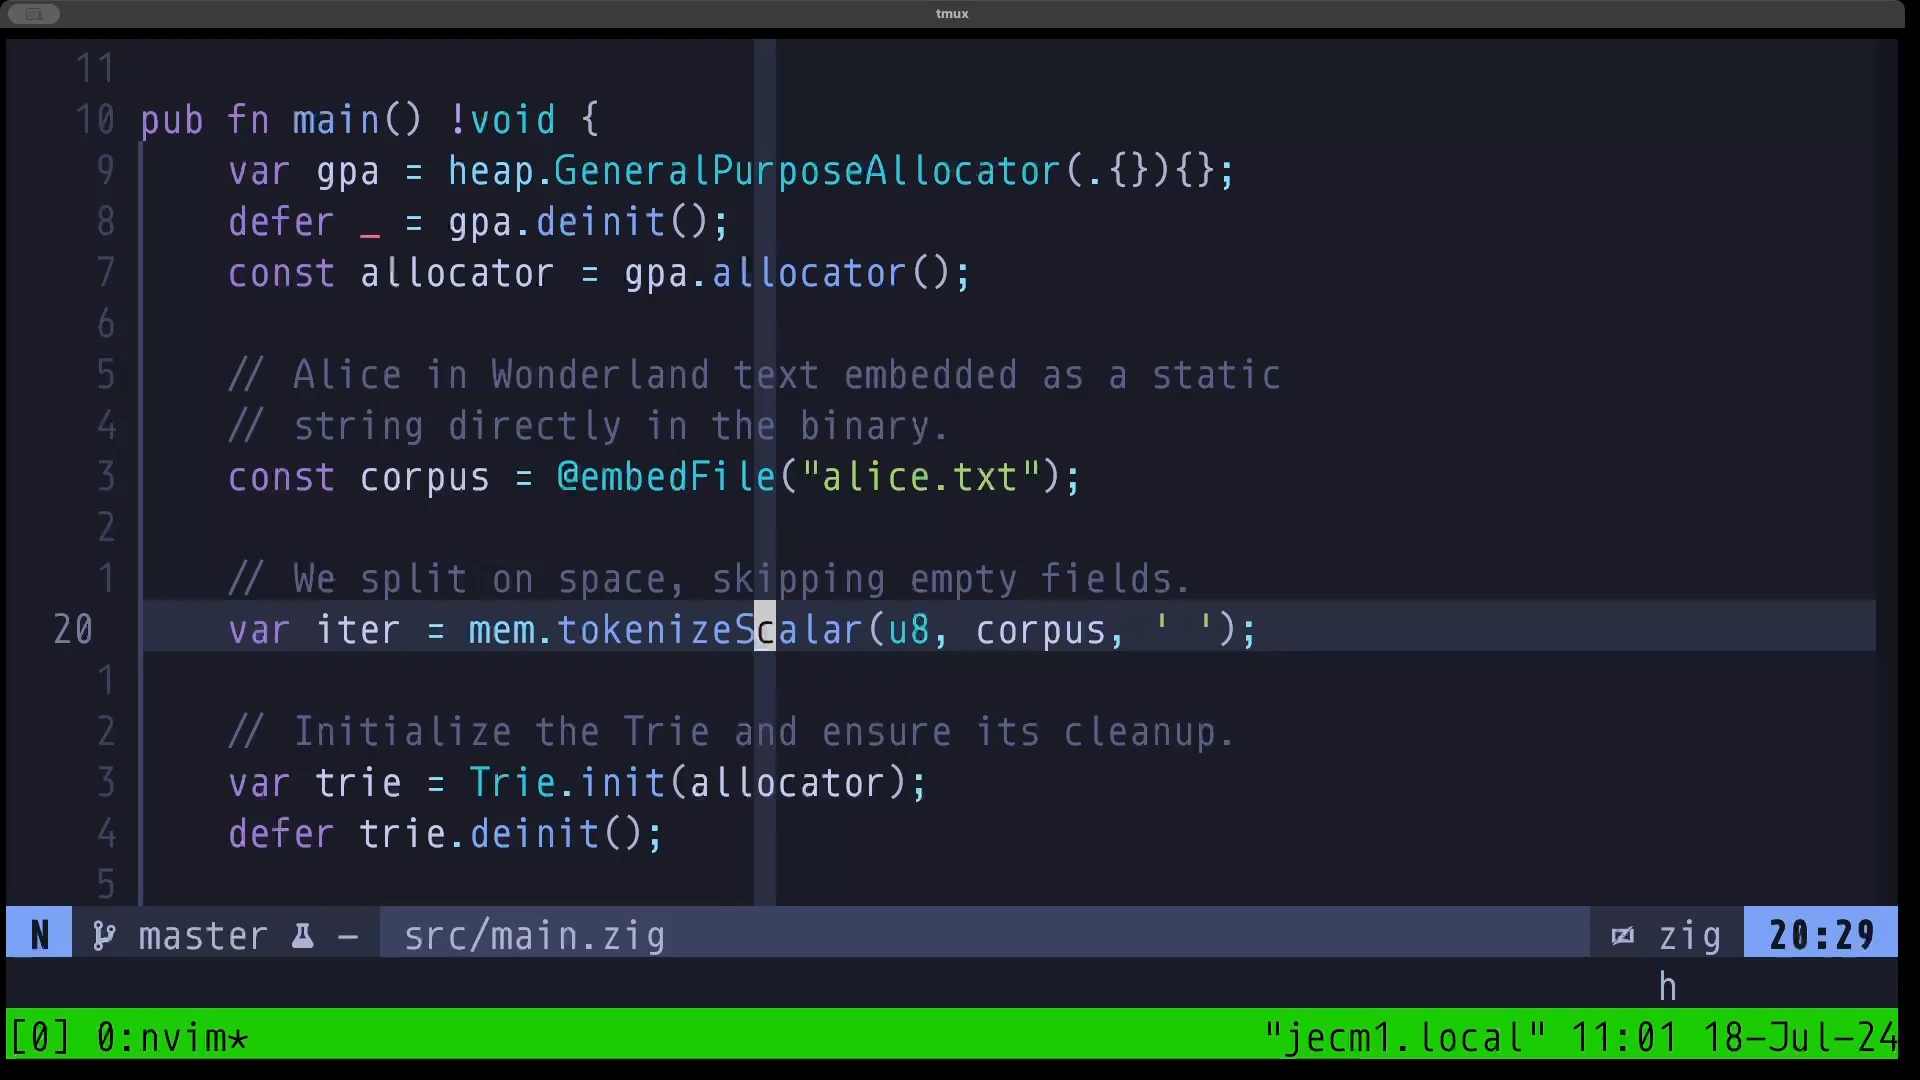 tmux
11
10 pub fn main() !void {
9 var gpa = heap.GeneralPurposeAllocator(.{}){};
8 defer _ = gpa.deinit();
7 const allocator = gpa.allocator();
6
5 // Alice in Wonderland text embedded as a static
4 // string directly in the binary.
3 const corpus = @embedFile("alice.txt");
2
1 // We split on space, skipping empty fields.
20 var iter = mem.tokenizeScalar(u8, corpus, ' ');
1
2 // Initialize the Trie and ensure its cleanup.
3 var trie = Trie.init(allocator);
4 defer trie.deinit();
5
N master – src/main.zig zig 20:29
h
[0] 0:nvim* "jecm1.local" 11:01 18-Jul-24